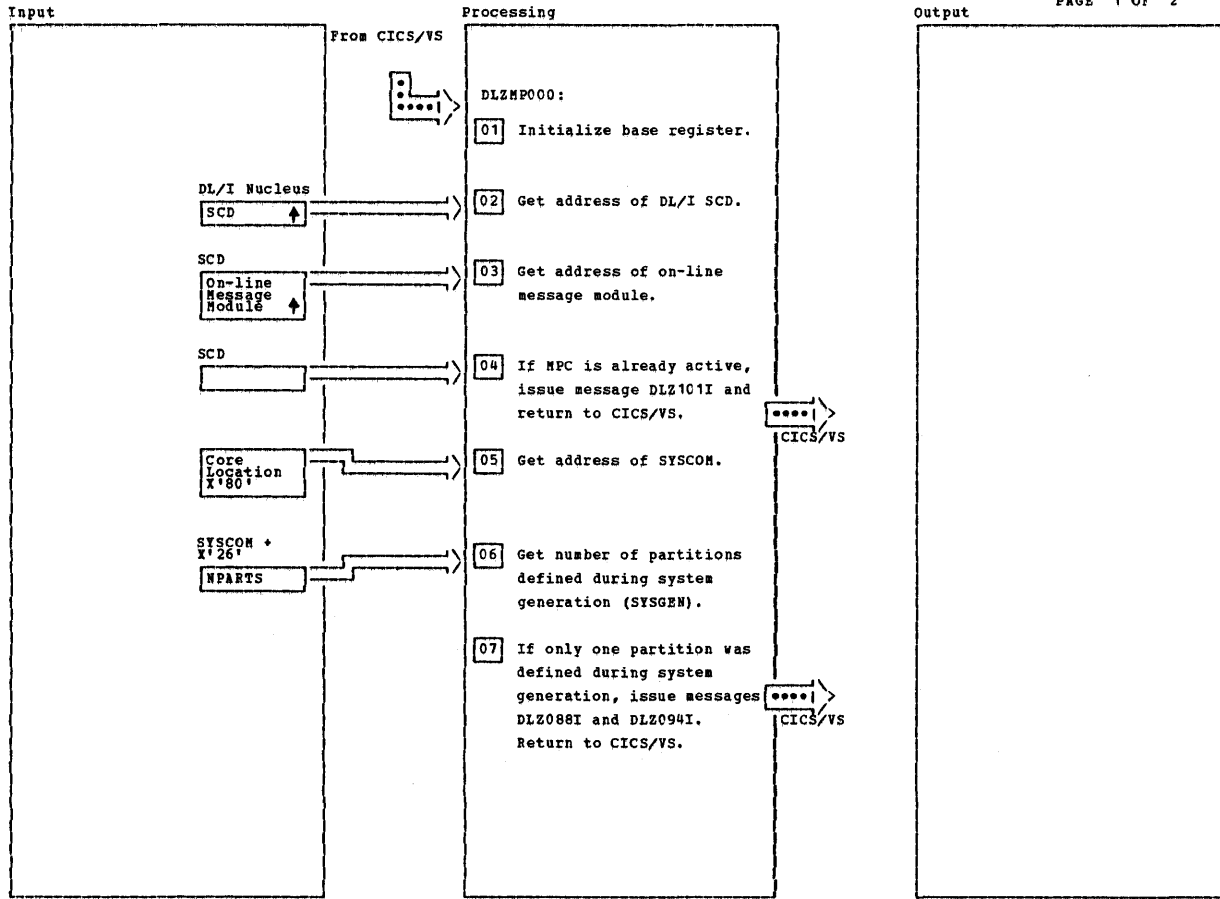 PAGE 1 OF 2
Input
Processing
Output
From CICS/VS
DLZMP000:
01 Initialize base register.
DL/I Nucleus
SCD
02 Get address of DL/I SCD.
SCD
On-line
Message
Module
03 Get address of on-line
message module.
SCD
04 If MPC is already active,
issue message DLZ101I and
return to CICS/VS.
CICS/VS
Core
Location
X'80'
05 Get address of SYSCOM.
SYSCOM +
X'26'
NPARTS
06 Get number of partitions
defined during system
generation (SYSGEN).
07 If only one partition was
defined during system
generation, issue messages
DLZ088I and DLZ094I.
Return to CICS/VS.
CICS/VS